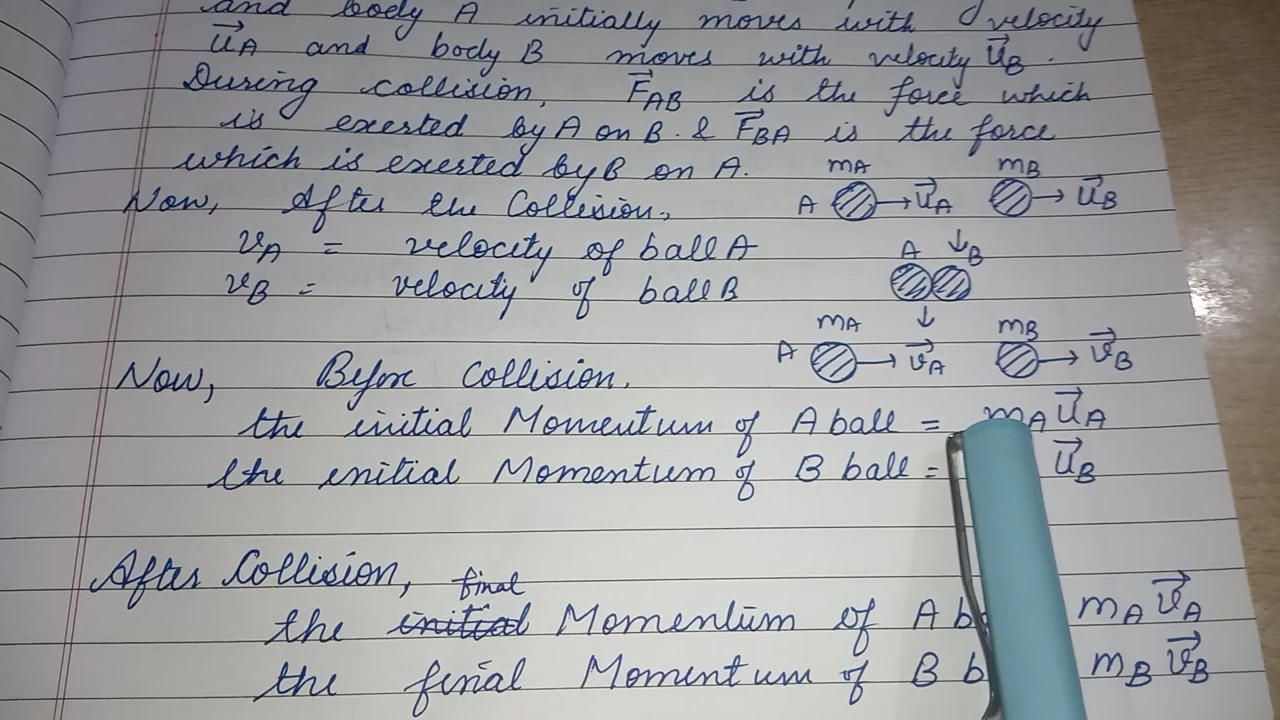 and body A initially moves with velocity
u⃗A and body B moves with velocity u⃗B.
During collision, F⃗AB is the force which
is exerted by A on B. & F⃗BA is the force
which is exerted by B on A.
mA mB
A → u⃗A → u⃗B
Now, After the Collision,
vA = velocity of ball A
A ↓ B
vB = velocity of ball B
↓
mA mB
A → v⃗A → v⃗B
Now, Before collision.
the initial Momentum of A ball = mA u⃗A
the initial Momentum of B ball = u⃗B
After Collision, final
the initial Momentum of A b mA v⃗A
the final Momentum of B b mB v⃗B